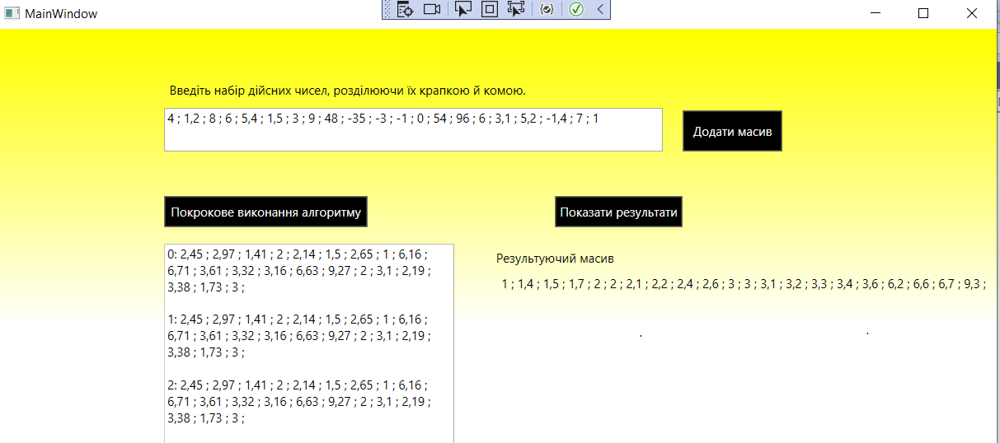 MainWindow
Введіть набір дійсних чисел, розділюючи їх крапкою й комою.
4 ; 1,2 ; 8 ; 6 ; 5,4 ; 1,5 ; 3 ; 9 ; 48 ; -35 ; -3 ; -1 ; 0 ; 54 ; 96 ; 6 ; 3,1 ; 5,2 ; -1,4 ; 7 ; 1
Додати масив
Покрокове виконання алгоритму
Показати результати
0: 2,45 ; 2,97 ; 1,41 ; 2 ; 2,14 ; 1,5 ; 2,65 ; 1 ; 6,16 ;
6,71 ; 3,61 ; 3,32 ; 3,16 ; 6,63 ; 9,27 ; 2 ; 3,1 ; 2,19 ;
3,38 ; 1,73 ; 3 ;
1: 2,45 ; 2,97 ; 1,41 ; 2 ; 2,14 ; 1,5 ; 2,65 ; 1 ; 6,16 ;
6,71 ; 3,61 ; 3,32 ; 3,16 ; 6,63 ; 9,27 ; 2 ; 3,1 ; 2,19 ;
3,38 ; 1,73 ; 3 ;
2: 2,45 ; 2,97 ; 1,41 ; 2 ; 2,14 ; 1,5 ; 2,65 ; 1 ; 6,16 ;
6,71 ; 3,61 ; 3,32 ; 3,16 ; 6,63 ; 9,27 ; 2 ; 3,1 ; 2,19 ;
3,38 ; 1,73 ; 3 ;
Результуючий масив
1 ; 1,4 ; 1,5 ; 1,7 ; 2 ; 2 ; 2,1 ; 2,2 ; 2,4 ; 2,6 ; 3 ; 3 ; 3,1 ; 3,2 ; 3,3 ; 3,4 ; 3,6 ; 6,2 ; 6,6 ; 6,7 ; 9,3 ;
. .